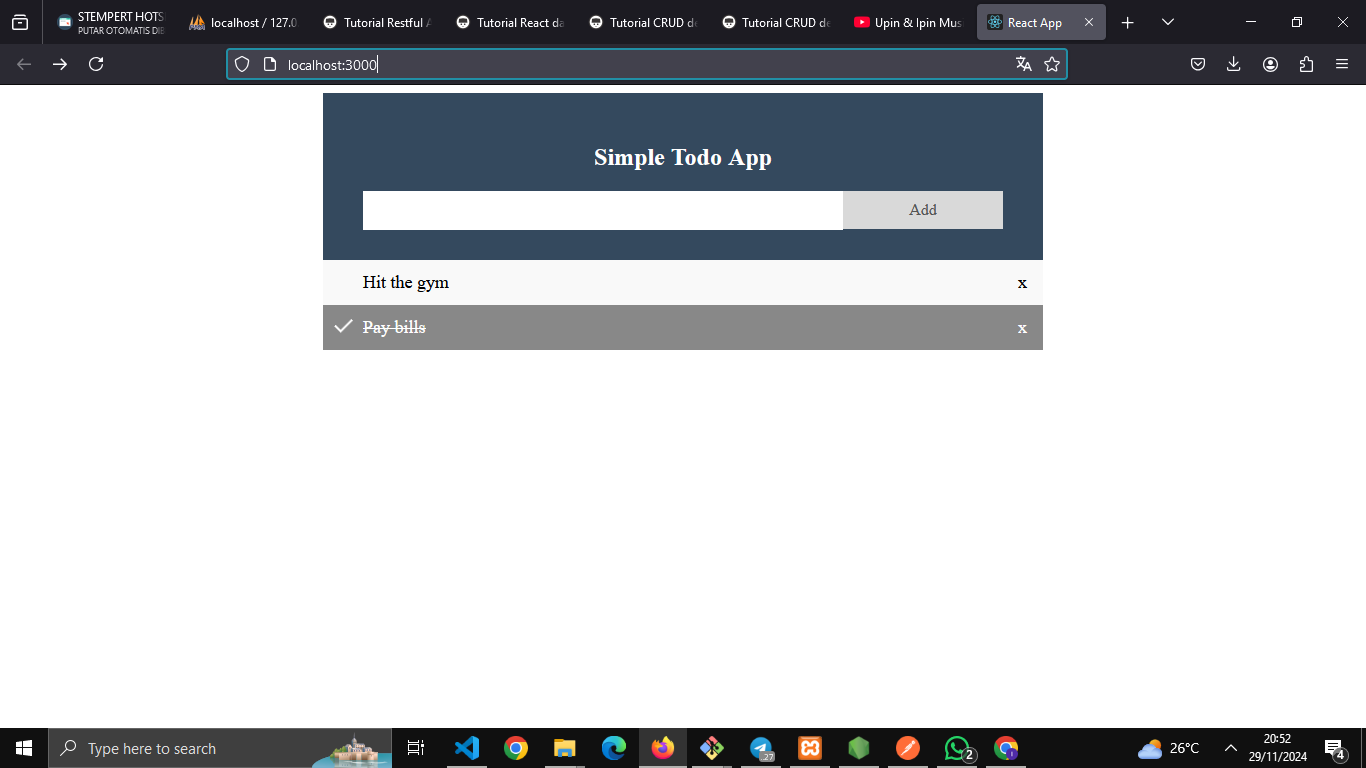 STEMPERT HOTS
PUTAR OTOMATIS DIB
localhost / 127.0.
Tutorial Restful A
Tutorial React da
Tutorial CRUD de
Tutorial CRUD de
Upin & Ipin Mus
React App
localhost:3000
Simple Todo App
Add
Hit the gym x
Pay bills x
Type here to search
27
2
26°C
20:52
29/11/2024
4